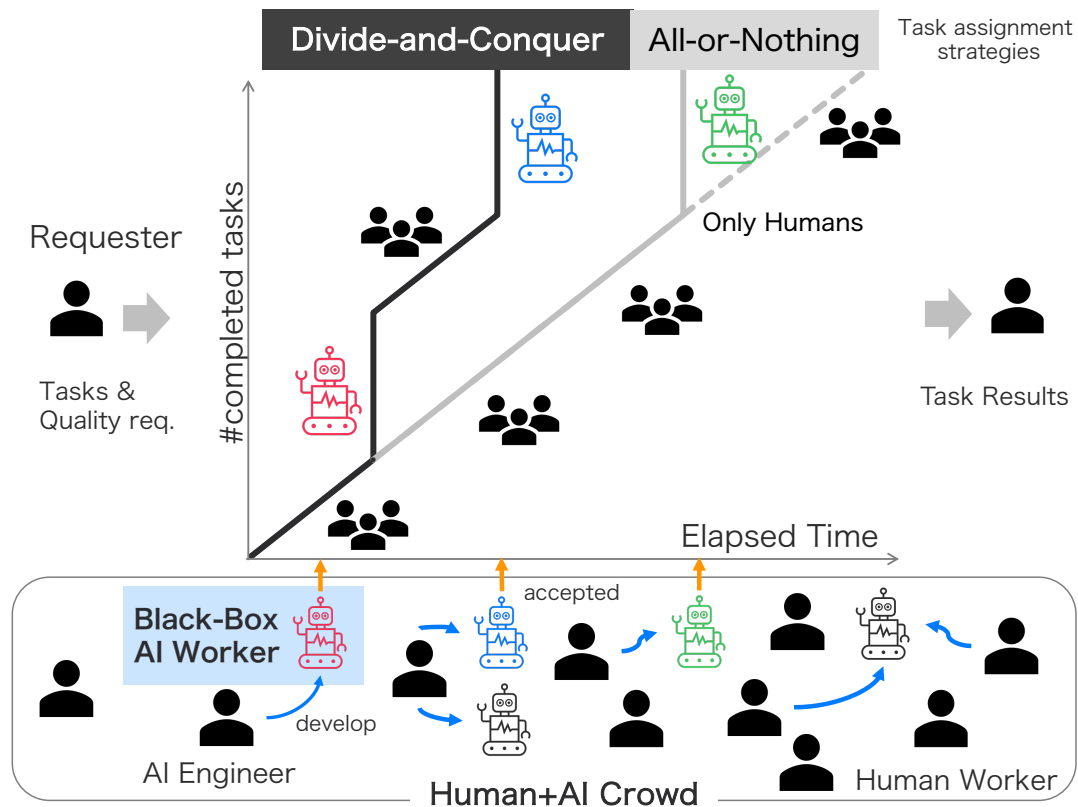 Divide-and-Conquer
All-or-Nothing
Task assignment
strategies
#completed tasks
Requester
Only Humans
Tasks &
Quality req.
Task Results
Elapsed Time
accepted
Black-Box
AI Worker
develop
AI Engineer
Human Worker
Human+AI Crowd